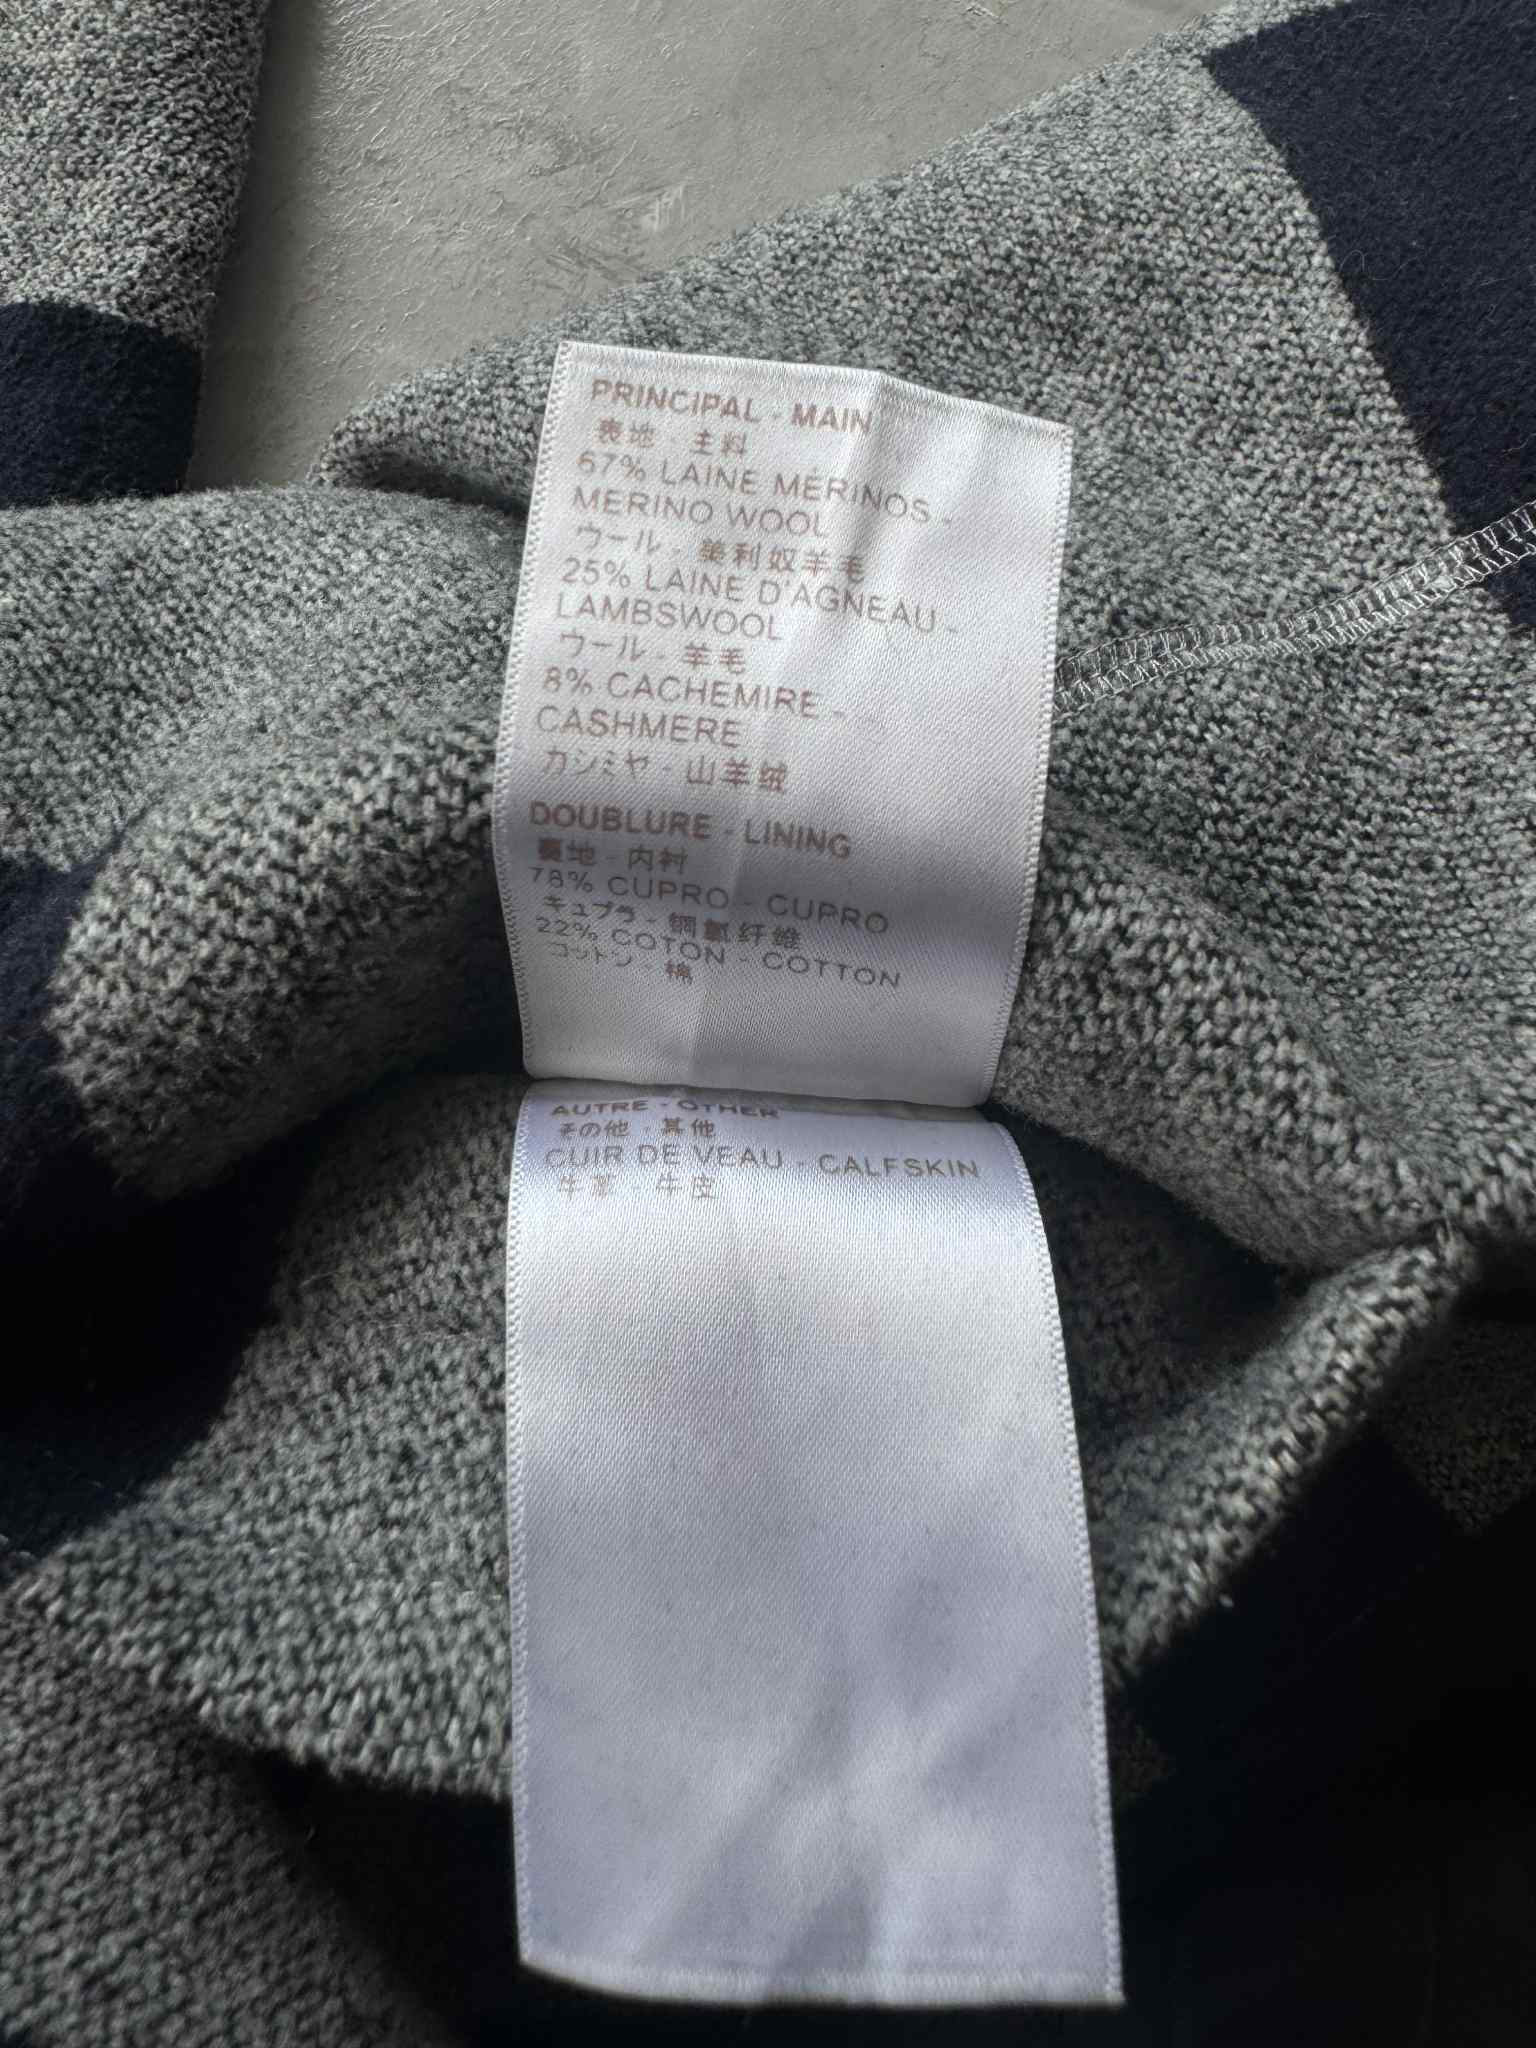 PRINCIPAL - MAIN
表地 - 主料
67% LAINE MÉRINOS -
MERINO WOOL
ウール - 美利奴羊毛
25% LAINE D'AGNEAU -
LAMBSWOOL
ウール - 羊毛
8% CACHEMIRE -
CASHMERE
カシミヤ - 山羊绒
DOUBLURE - LINING
裏地 - 内衬
78% CUPRO - CUPRO
キュプラ - 铜氨纤维
22% COTON - COTTON
コットン - 棉
AUTRE - OTHER
その他 - 其他
CUIR DE VEAU - CALFSKIN
牛革 - 牛皮